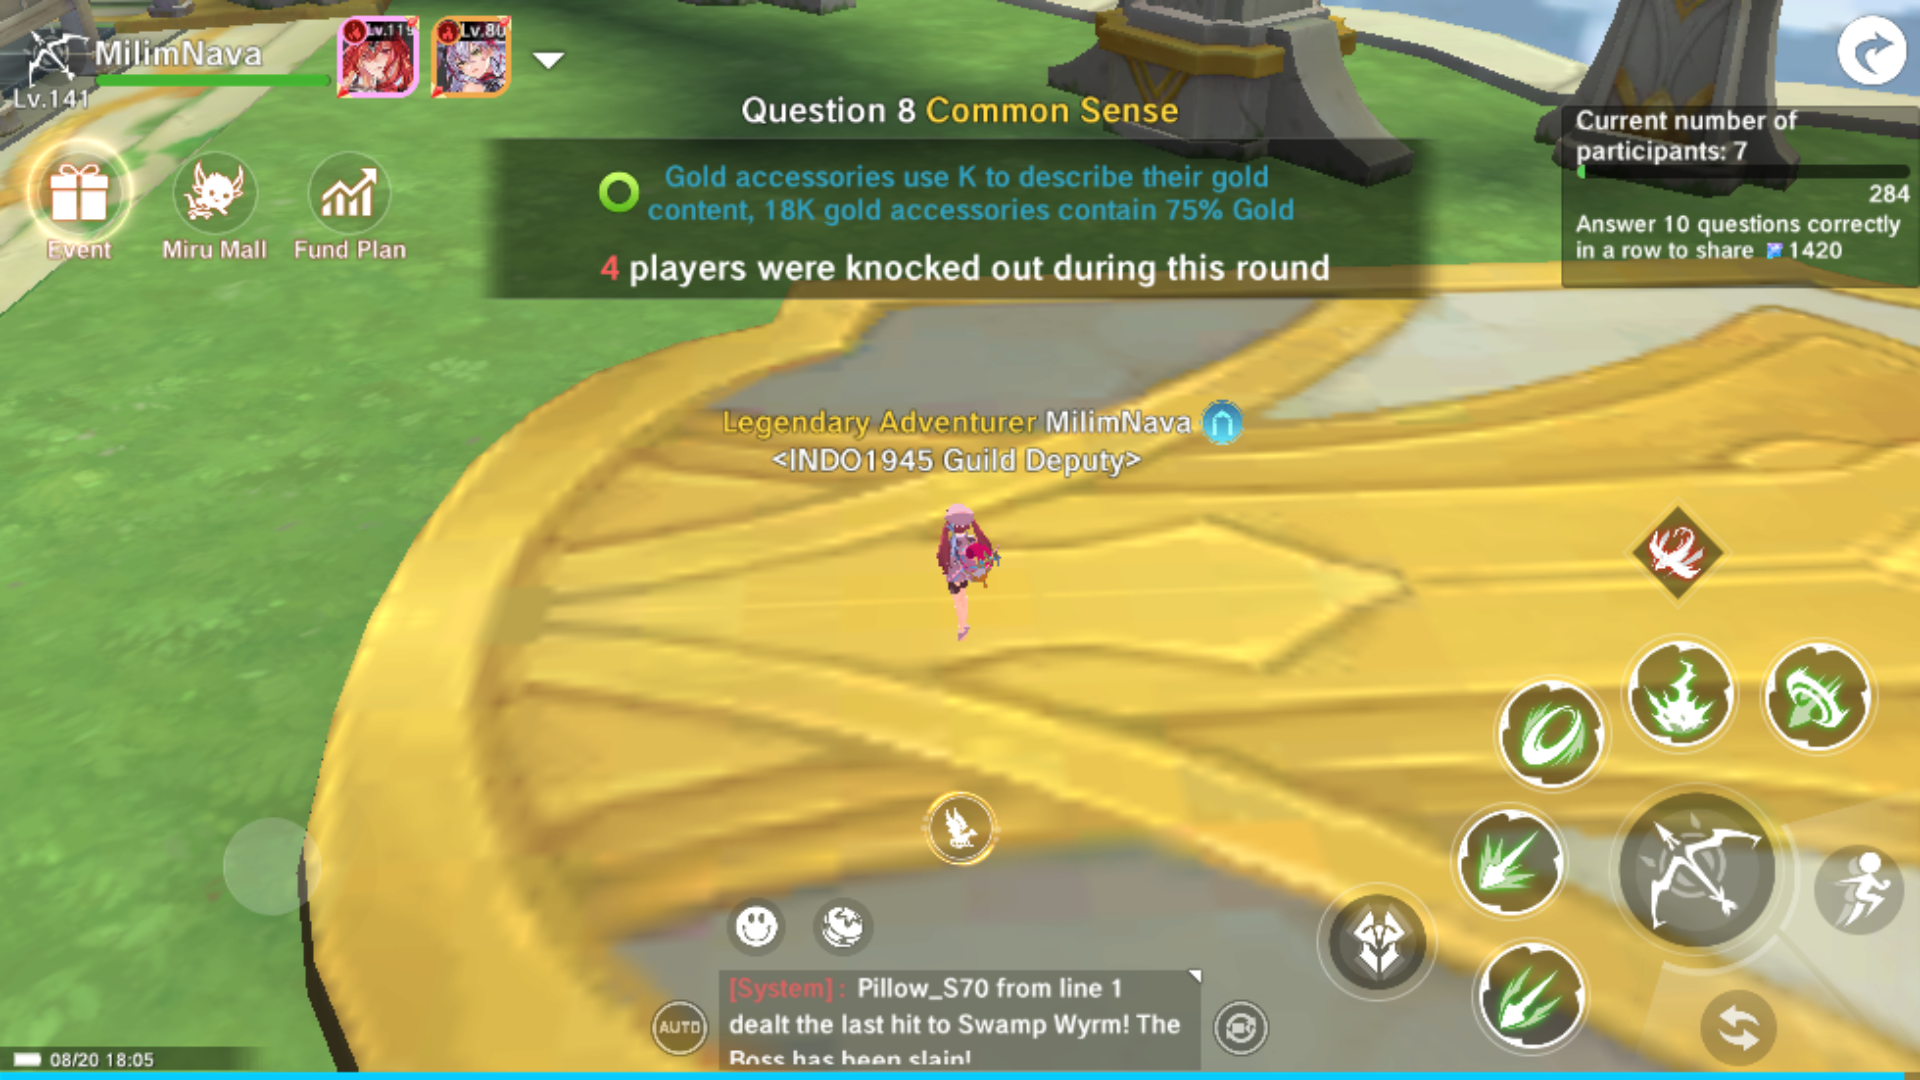 MilimNava
Lv.141
Lv.119
Lv.80
Event
Miru Mall
Fund Plan
Question 8 Common Sense
Gold accessories use K to describe their gold
content, 18K gold accessories contain 75% Gold
4 players were knocked out during this round
Current number of
participants: 7
284
Answer 10 questions correctly
in a row to share 1420
Legendary Adventurer MilimNava
<INDO1945 Guild Deputy>
[System] : Pillow_S70 from line 1
dealt the last hit to Swamp Wyrm! The
Boss has been slain!
AUTO
08/20 18:05